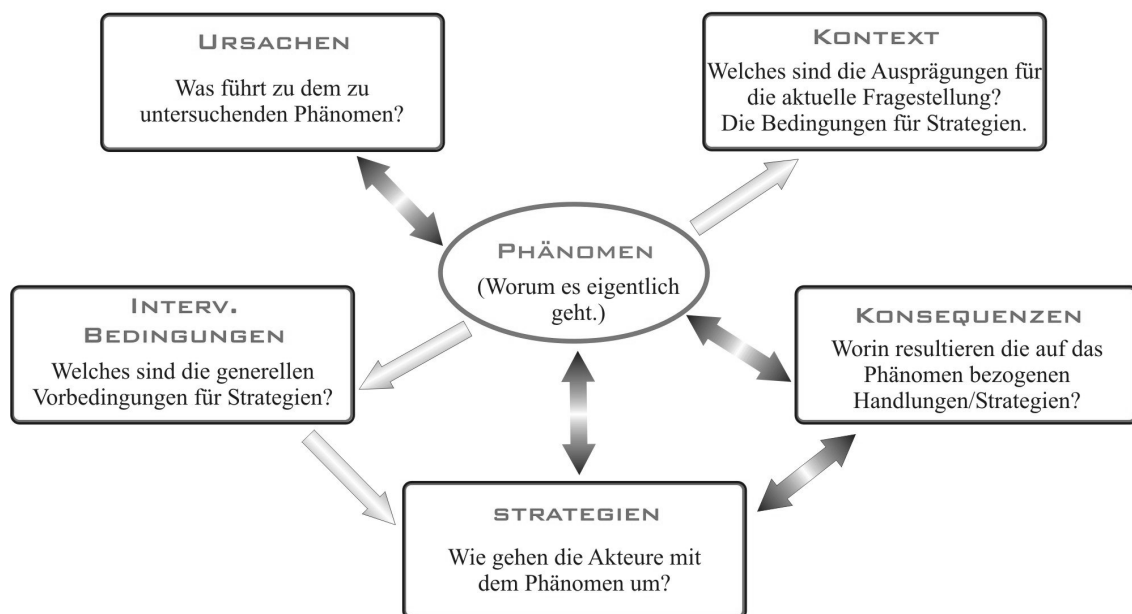 URSACHEN
Was führt zu dem zu
untersuchenden Phänomen?
KONTEXT
Welches sind die Ausprägungen für
die aktuelle Fragestellung?
Die Bedingungen für Strategien.
PHÄNOMEN
(Worum es eigentlich
geht.)
INTERV.
BEDINGUNGEN
Welches sind die generellen
Vorbedingungen für Strategien?
KONSEQUENZEN
Worin resultieren die auf das
Phänomen bezogenen
Handlungen/Strategien?
STRATEGIEN
Wie gehen die Akteure mit
dem Phänomen um?